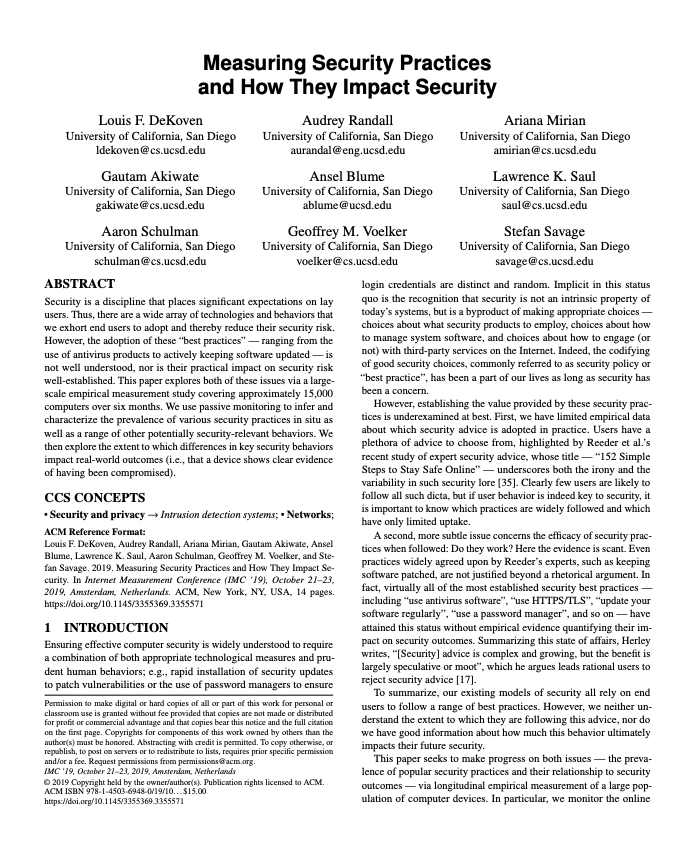 Measuring Security Practices
and How They Impact Security
Louis F. DeKoven
University of California, San Diego
ldekoven@cs.ucsd.edu
Audrey Randall
University of California, San Diego
aurandal@eng.ucsd.edu
Ariana Mirian
University of California, San Diego
amirian@cs.ucsd.edu
Gautam Akiwate
University of California, San Diego
gakiwate@cs.ucsd.edu
Ansel Blume
University of California, San Diego
ablume@cs.ucsd.edu
Lawrence K. Saul
University of California, San Diego
saul@cs.ucsd.edu
Aaron Schulman
University of California, San Diego
schulman@cs.ucsd.edu
Geoffrey M. Voelker
University of California, San Diego
voelker@cs.ucsd.edu
Stefan Savage
University of California, San Diego
savage@cs.ucsd.edu
ABSTRACT
Security is a discipline that places significant expectations on lay
users. Thus, there are a wide array of technologies and behaviors that
we exhort end users to adopt and thereby reduce their security risk.
However, the adoption of these “best practices” — ranging from the
use of antivirus products to actively keeping software updated — is
not well understood, nor is their practical impact on security risk
well-established. This paper explores both of these issues via a large-
scale empirical measurement study covering approximately 15,000
computers over six months. We use passive monitoring to infer and
characterize the prevalence of various security practices in situ as
well as a range of other potentially security-relevant behaviors. We
then explore the extent to which differences in key security behaviors
impact real-world outcomes (i.e., that a device shows clear evidence
of having been compromised).
CCS CONCEPTS
• Security and privacy → Intrusion detection systems; • Networks;
ACM Reference Format:
Louis F. DeKoven, Audrey Randall, Ariana Mirian, Gautam Akiwate, Ansel
Blume, Lawrence K. Saul, Aaron Schulman, Geoffrey M. Voelker, and Ste-
fan Savage. 2019. Measuring Security Practices and How They Impact Se-
curity. In Internet Measurement Conference (IMC ’19), October 21–23,
2019, Amsterdam, Netherlands. ACM, New York, NY, USA, 14 pages.
https://doi.org/10.1145/3355369.3355571
1 INTRODUCTION
Ensuring effective computer security is widely understood to require
a combination of both appropriate technological measures and pru-
dent human behaviors; e.g., rapid installation of security updates
to patch vulnerabilities or the use of password managers to ensure
Permission to make digital or hard copies of all or part of this work for personal or
classroom use is granted without fee provided that copies are not made or distributed
for profit or commercial advantage and that copies bear this notice and the full citation
on the first page. Copyrights for components of this work owned by others than the
author(s) must be honored. Abstracting with credit is permitted. To copy otherwise, or
republish, to post on servers or to redistribute to lists, requires prior specific permission
and/or a fee. Request permissions from permissions@acm.org.
IMC ’19, October 21–23, 2019, Amsterdam, Netherlands
© 2019 Copyright held by the owner/author(s). Publication rights licensed to ACM.
ACM ISBN 978-1-4503-6948-0/19/10...$15.00
https://doi.org/10.1145/3355369.3355571
login credentials are distinct and random. Implicit in this status
quo is the recognition that security is not an intrinsic property of
today’s systems, but is a byproduct of making appropriate choices —
choices about what security products to employ, choices about how
to manage system software, and choices about how to engage (or
not) with third-party services on the Internet. Indeed, the codifying
of good security choices, commonly referred to as security policy or
“best practice”, has been a part of our lives as long as security has
been a concern.
However, establishing the value provided by these security prac-
tices is underexamined at best. First, we have limited empirical data
about which security advice is adopted in practice. Users have a
plethora of advice to choose from, highlighted by Reeder et al.’s
recent study of expert security advice, whose title — “152 Simple
Steps to Stay Safe Online” — underscores both the irony and the
variability in such security lore [35]. Clearly few users are likely to
follow all such dicta, but if user behavior is indeed key to security, it
is important to know which practices are widely followed and which
have only limited uptake.
A second, more subtle issue concerns the efficacy of security prac-
tices when followed: Do they work? Here the evidence is scant. Even
practices widely agreed upon by Reeder’s experts, such as keeping
software patched, are not justified beyond a rhetorical argument. In
fact, virtually all of the most established security best practices —
including “use antivirus software”, “use HTTPS/TLS”, “update your
software regularly”, “use a password manager”, and so on — have
attained this status without empirical evidence quantifying their im-
pact on security outcomes. Summarizing this state of affairs, Herley
writes, “[Security] advice is complex and growing, but the benefit is
largely speculative or moot”, which he argues leads rational users to
reject security advice [17].
To summarize, our existing models of security all rely on end
users to follow a range of best practices. However, we neither un-
derstand the extent to which they are following this advice, nor do
we have good information about how much this behavior ultimately
impacts their future security.
This paper seeks to make progress on both issues — the preva-
lence of popular security practices and their relationship to security
outcomes — via longitudinal empirical measurement of a large pop-
ulation of computer devices. In particular, we monitor the online